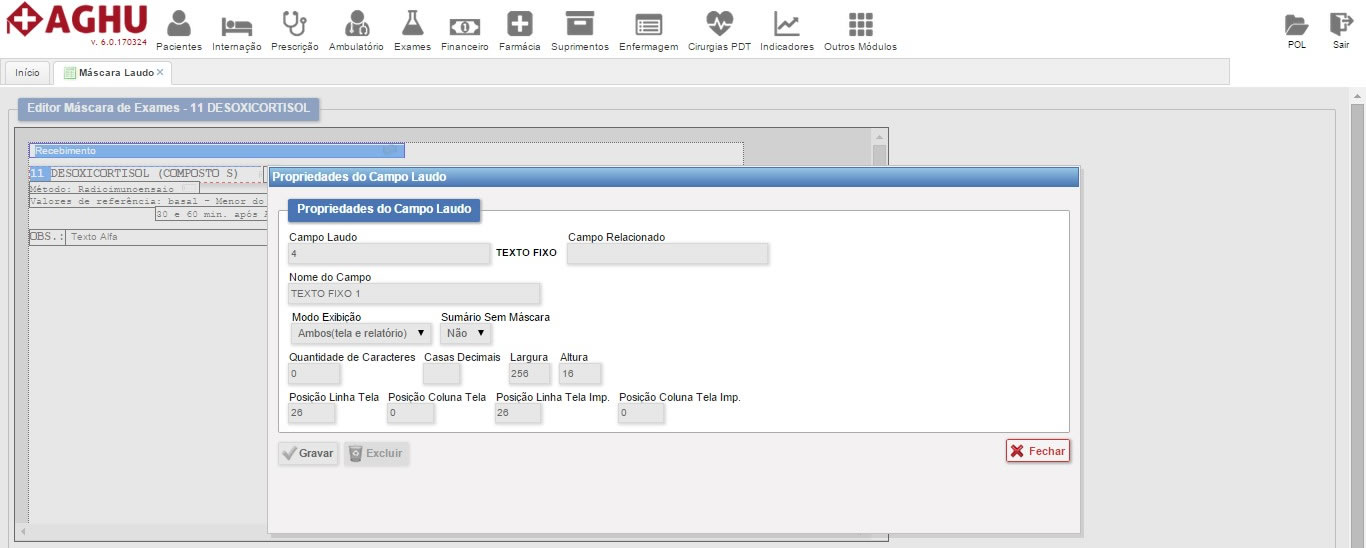 AGHU
v. 6.0.170324
Pacientes Internação Prescrição Ambulatório Exames Financeiro Farmácia Suprimentos Enfermagem Cirurgias PDT Indicadores Outros Módulos POL Sair
Início Máscara Laudo ×
Editor Máscara de Exames - 11 DESOXICORTISOL
Recebimento
11 DESOXICORTISOL (COMPOSTO S)
Método: Radioimunoensaio
Valores de referência: basal - Menor do
30 e 60 min. após
OBS.: Texto Alfa
Propriedades do Campo Laudo
Propriedades do Campo Laudo
Campo Laudo Campo Relacionado
4 TEXTO FIXO
Nome do Campo
TEXTO FIXO 1
Modo Exibição Sumário Sem Máscara
Ambos(tela e relatório) Não
Quantidade de Caracteres Casas Decimais Largura Altura
0 256 16
Posição Linha Tela Posição Coluna Tela Posição Linha Tela Imp. Posição Coluna Tela Imp.
26 0 26 0
Gravar Excluir Fechar